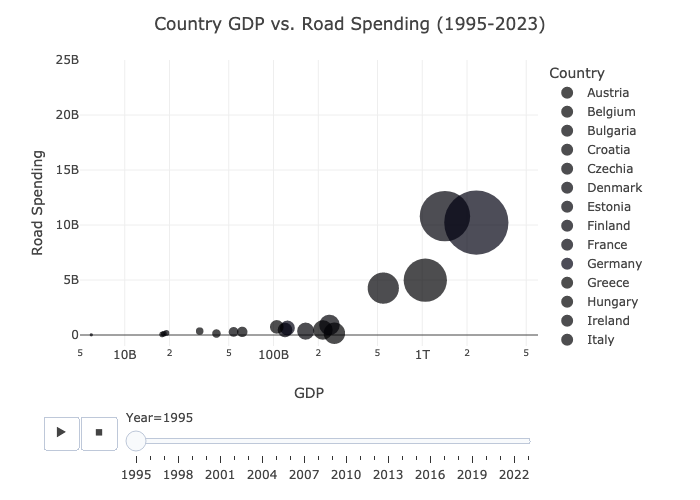 Country GDP vs. Road Spending (1995-2023)
25B
20B
15B
10B
5B
0
Road Spending
5
10B
2
5
100B
2
5
1T
2
5
GDP
Country
Austria
Belgium
Bulgaria
Croatia
Czechia
Denmark
Estonia
Finland
France
Germany
Greece
Hungary
Ireland
Italy
Year=1995
1995
1998
2001
2004
2007
2010
2013
2016
2019
2022